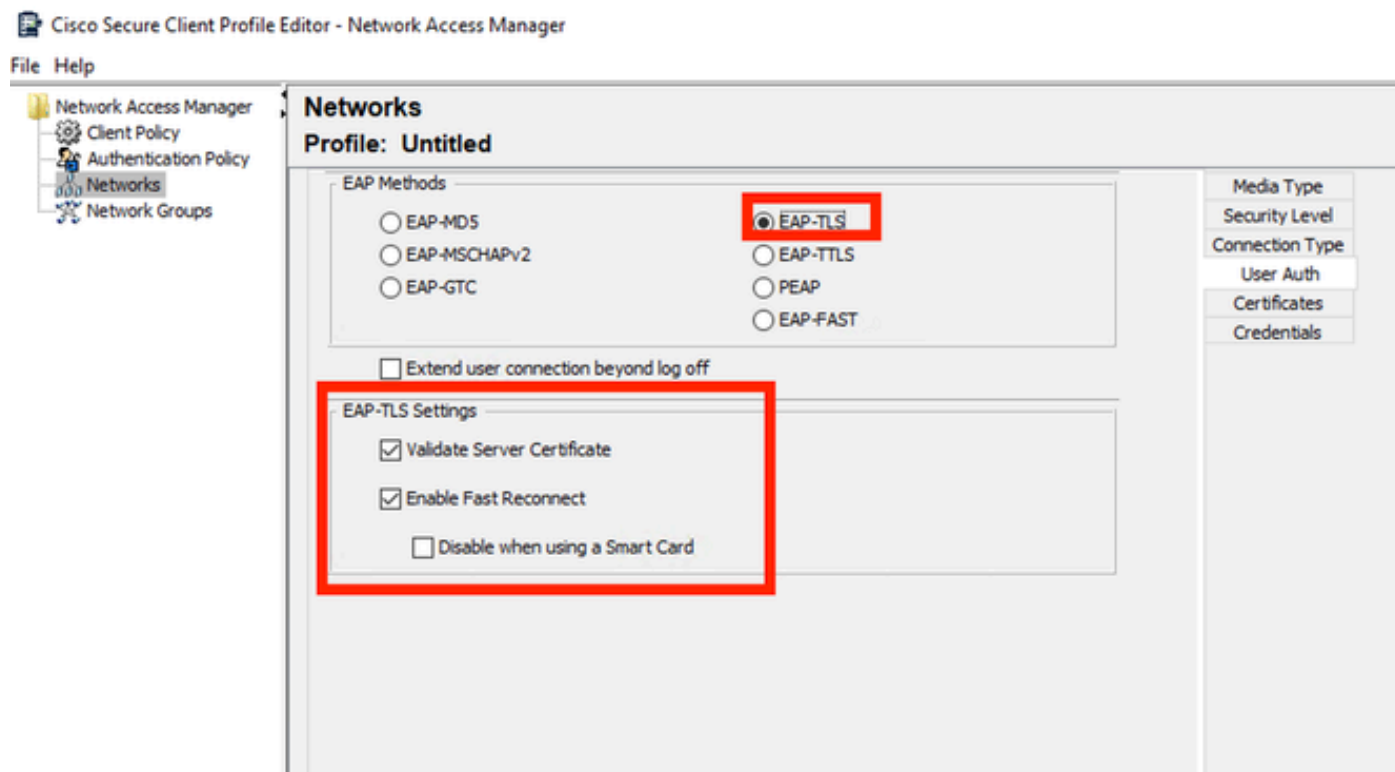 Cisco Secure Client Profile Editor - Network Access Manager
File Help
Network Access Manager
Client Policy
Authentication Policy
Networks
Network Groups
Networks
Profile: Untitled
EAP Methods
EAP-MD5
EAP-TLS
EAP-MSCHAPv2
EAP-TTLS
EAP-GTC
PEAP
EAP-FAST
Extend user connection beyond log off
EAP-TLS Settings
Validate Server Certificate
Enable Fast Reconnect
Disable when using a Smart Card
Media Type
Security Level
Connection Type
User Auth
Certificates
Credentials